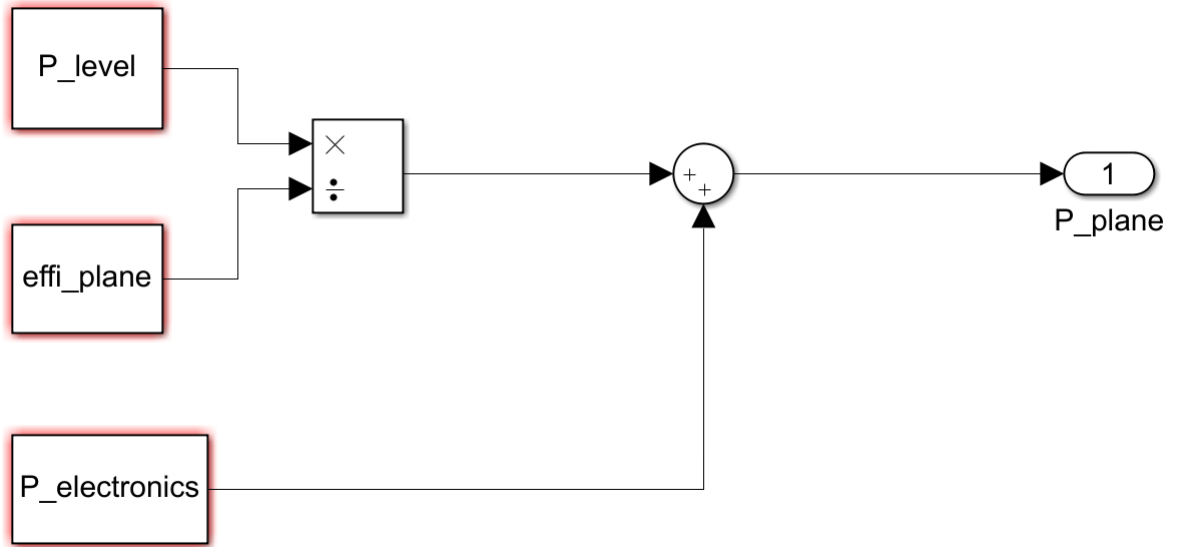 P_level
×
÷
effi_plane
+
+
1
P_plane
P_electronics